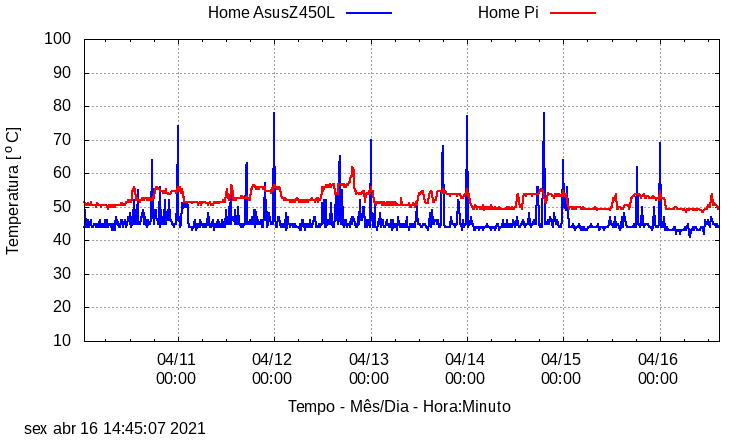 Home AsusZ450L Home Pi
100
90
80
70
60
50
40
30
20
10
Temperatura [ º C]
04/11 04/12 04/13 04/14 04/15 04/16
00:00 00:00 00:00 00:00 00:00 00:00
Tempo - Mês/Dia - Hora:Minuto
sex abr 16 14:45:07 2021